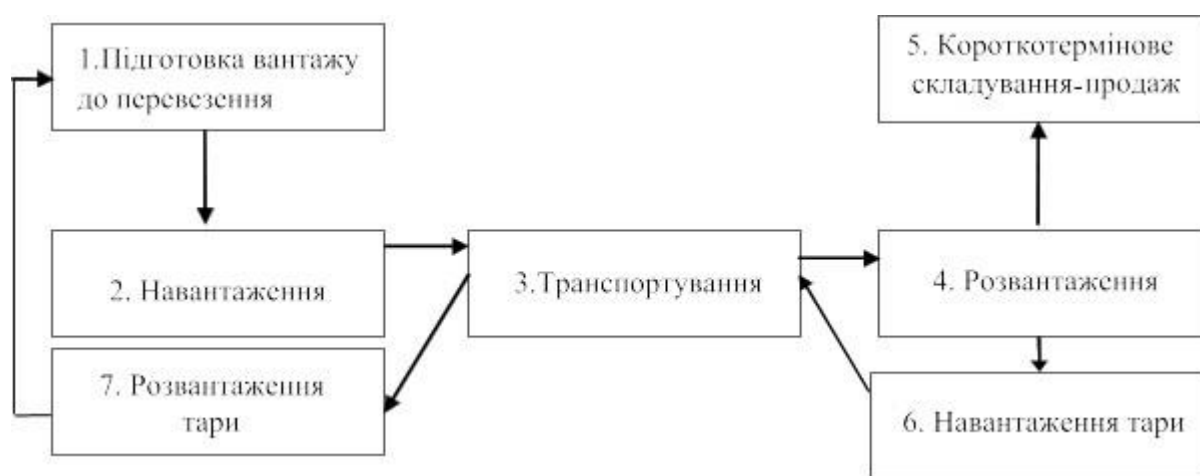 1.Підготовка вантажу
до перевезення
5. Короткотермінове
складування-продаж
2. Навантаження
3.Транспортування
4. Розвантаження
7. Розвантаження
тари
6. Навантаження тари